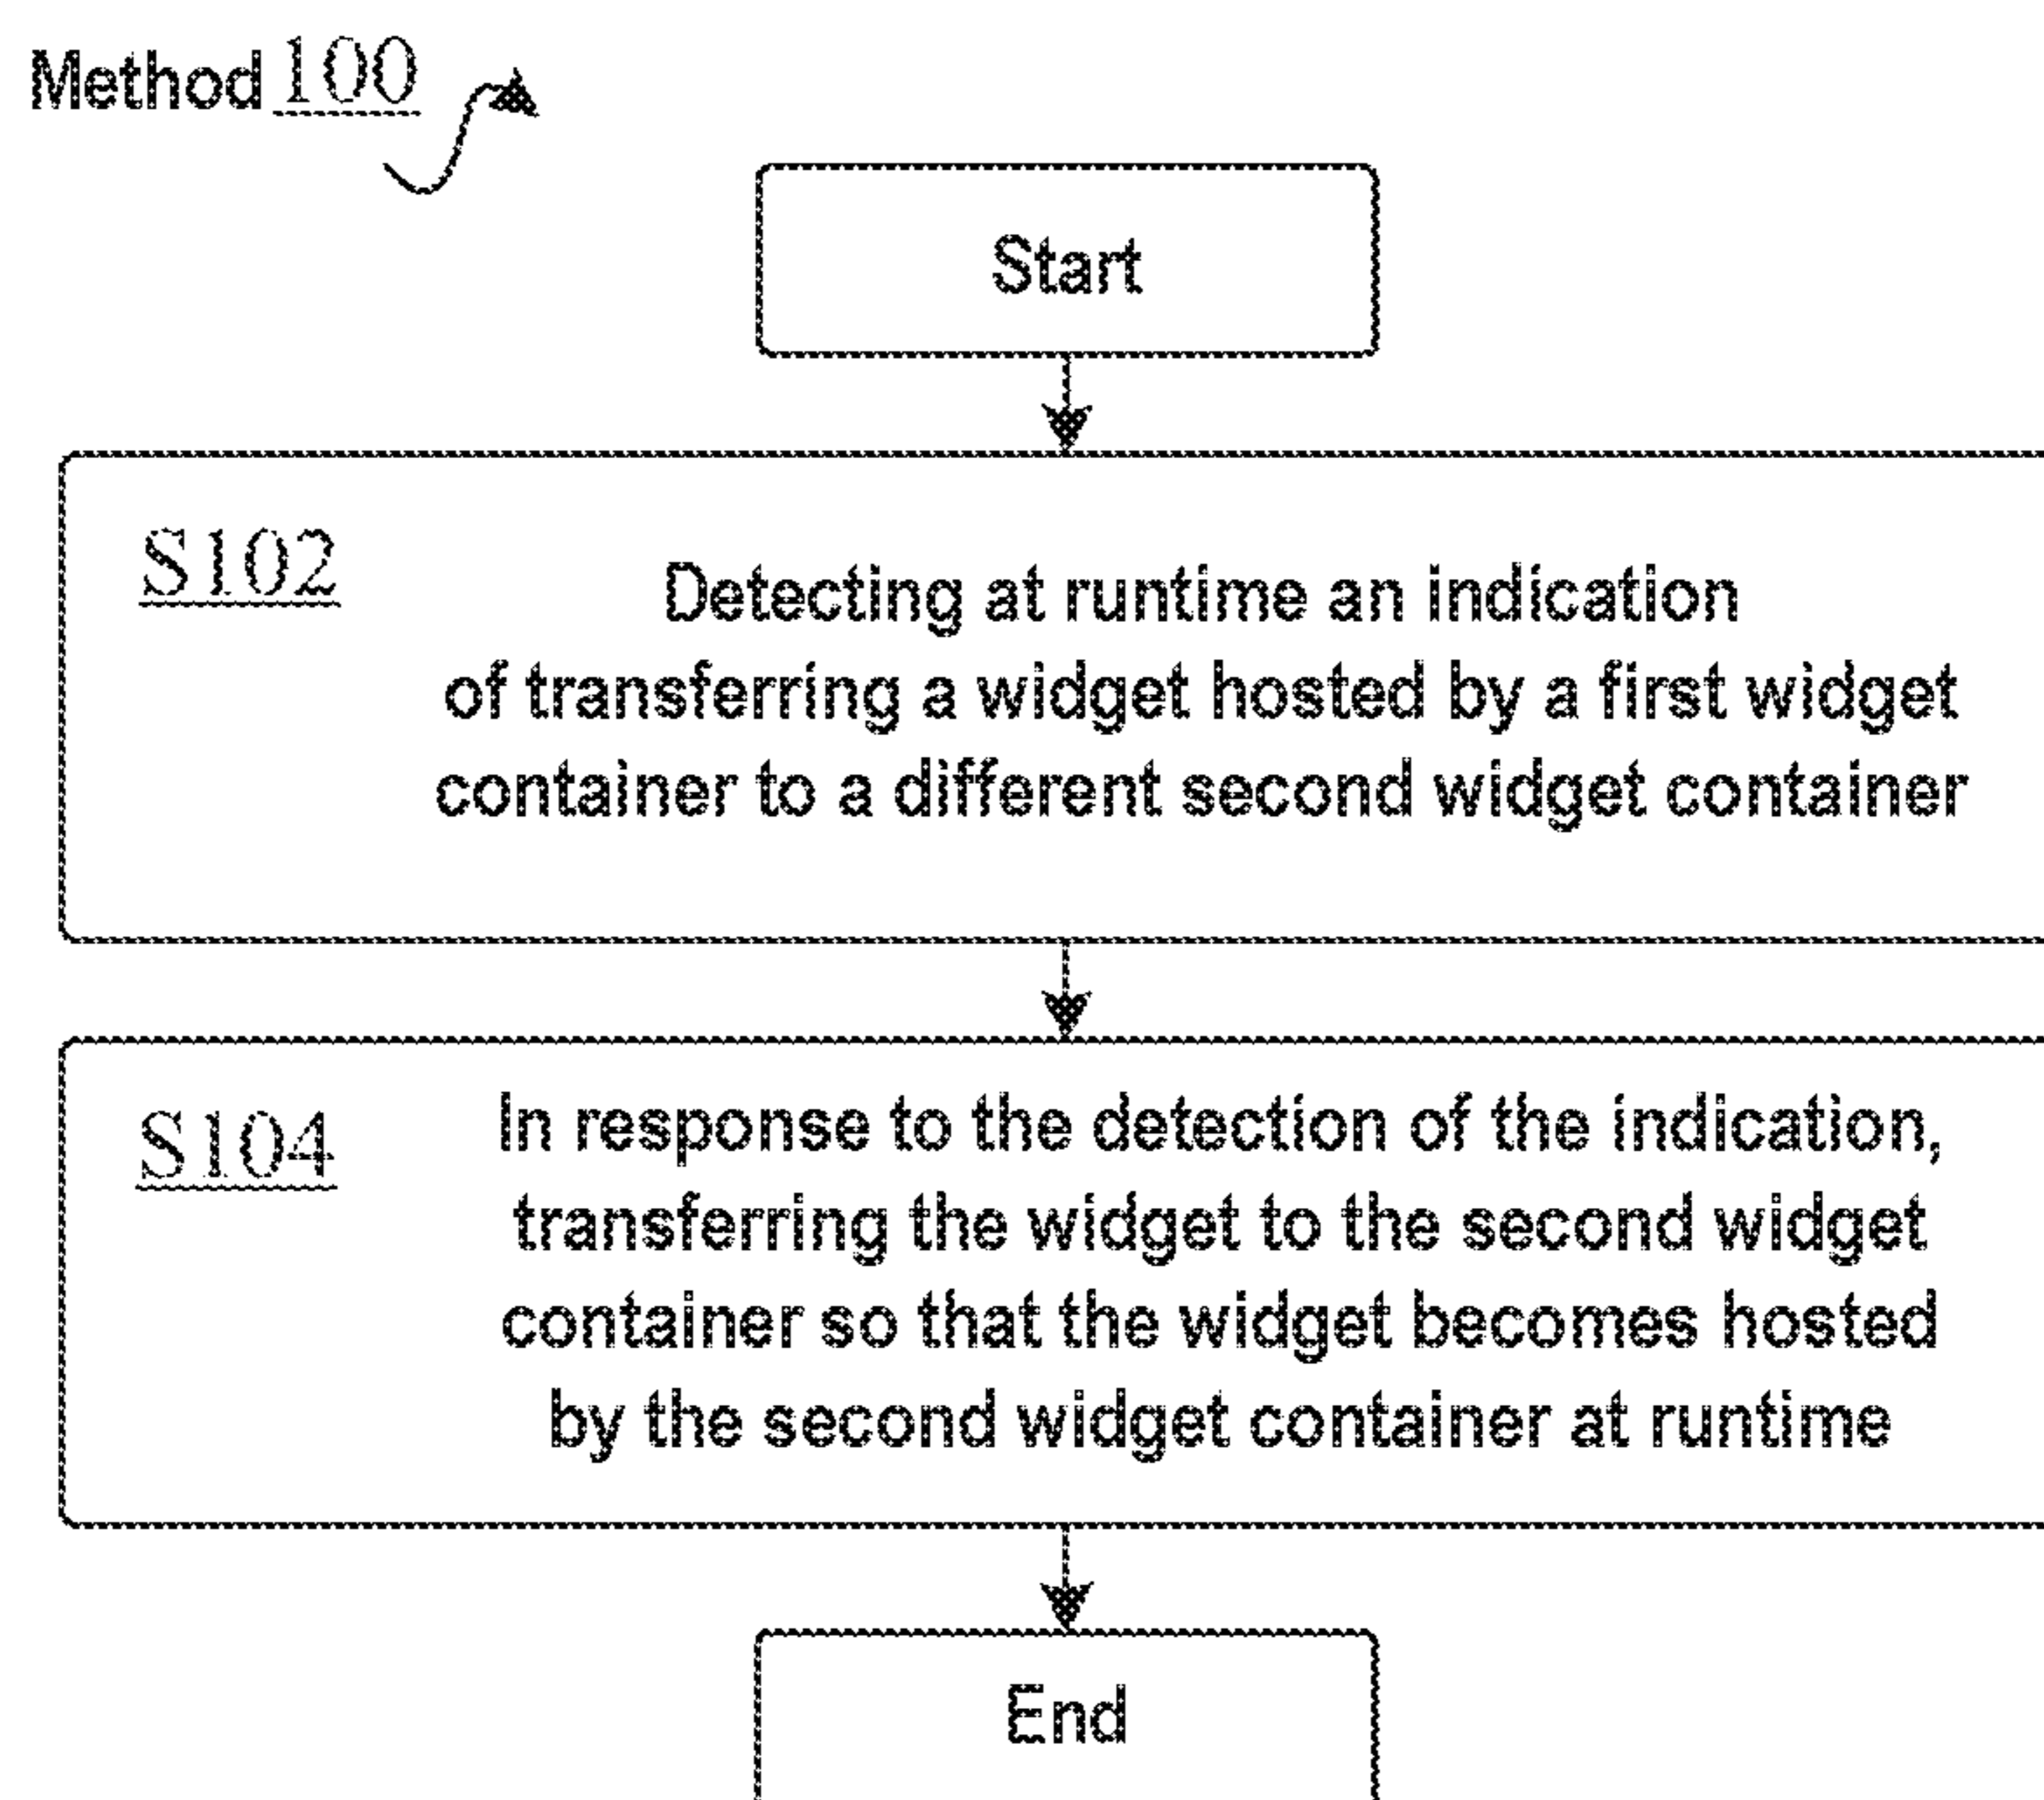 Method 100
Start
S102
Detecting at runtime an indication
of transferring a widget hosted by a first widget
container to a different second widget container
S104
In response to the detection of the indication,
transferring the widget to the second widget
container so that the widget becomes hosted
by the second widget container at runtime
End